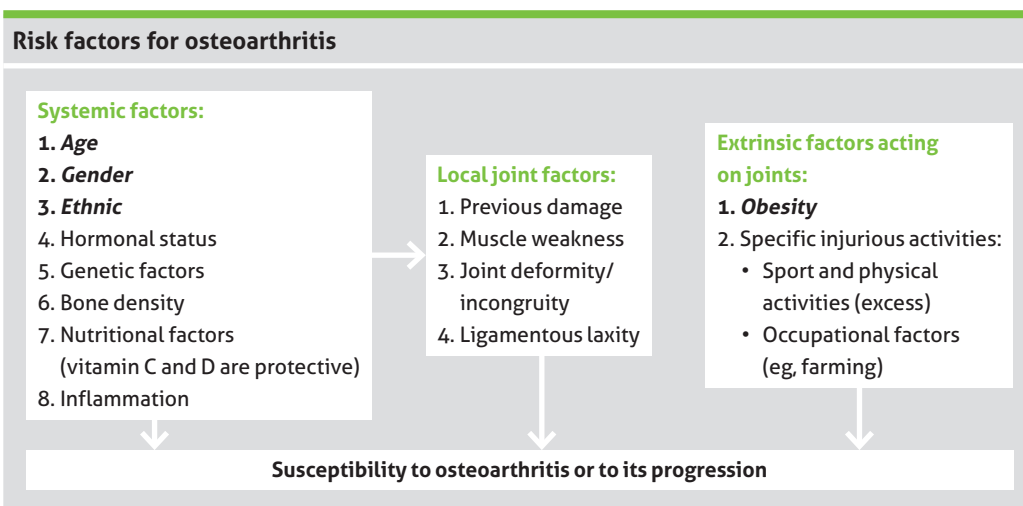 Risk factors for osteoarthritis
Systemic factors:
1. Age
2. Gender
3. Ethnic
4. Hormonal status
5. Genetic factors
6. Bone density
7. Nutritional factors
(vitamin C and D are protective)
8. Inflammation
Local joint factors:
1. Previous damage
2. Muscle weakness
3. Joint deformity/
incongruity
4. Ligamentous laxity
Extrinsic factors acting
on joints:
1. Obesity
2. Specific injurious activities:
• Sport and physical
activities (excess)
• Occupational factors
(eg, farming)
Susceptibility to osteoarthritis or to its progression